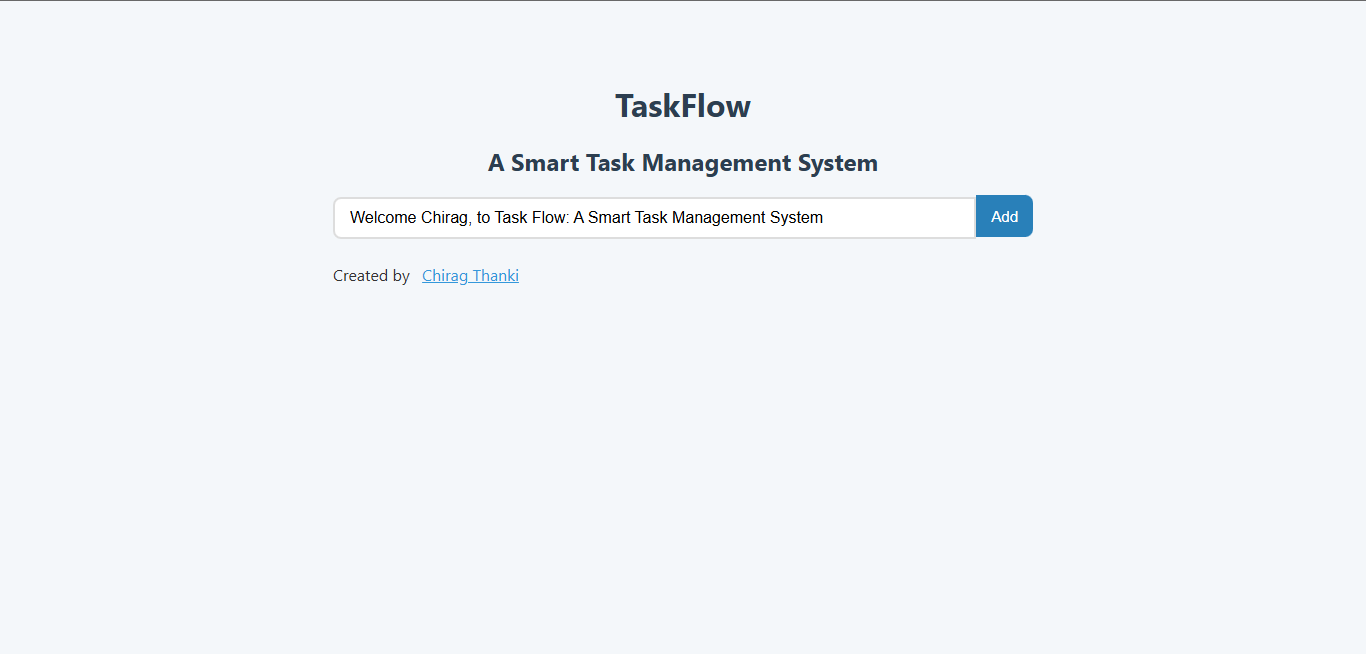 TaskFlow
A Smart Task Management System
Welcome Chirag, to Task Flow: A Smart Task Management System Add
Created by Chirag Thanki